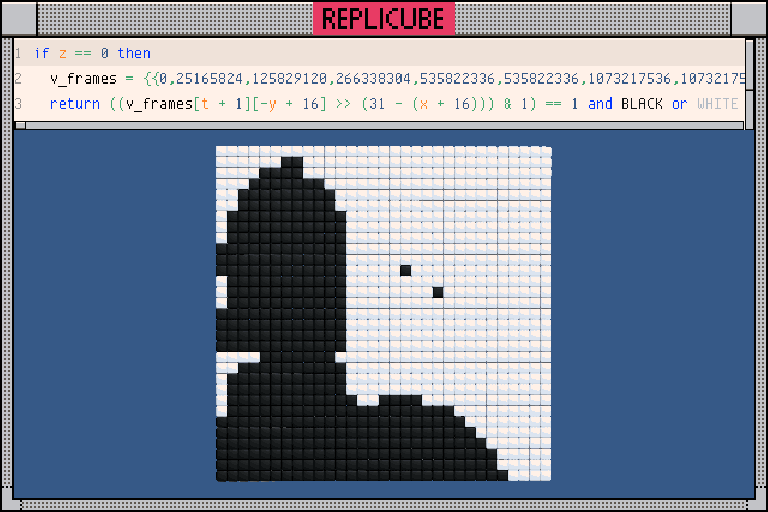 REPLICUBE
1 if z == 0 then
2 v_frames = {{0,25165824,125829120,266338304,535822336,535822336,1073217536,10732175
3 return ((v_frames[t + 1][-y + 16] >> (31 - (x + 16))) & 1) == 1 and BLACK or WHITE